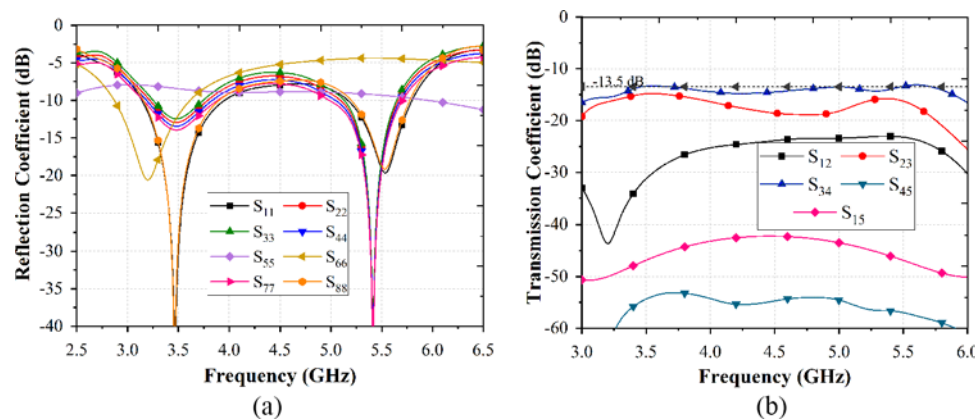 (a)
0
-5
-10
-15
-20
-25
-30
-35
-40
Reflection Coefficient (dB)
S11 S22
S33 S44
S55 S66
S77 S88
2.5 3.0 3.5 4.0 4.5 5.0 5.5 6.0 6.5
Frequency (GHz)
(a)
0
-10
-20
-30
-40
-50
-60
Transmission Coefficient (dB)
-13.5 dB
S12 S23
S34 S45
S15
3.0 3.5 4.0 4.5 5.0 5.5 6.0
Frequency (GHz)
(b)